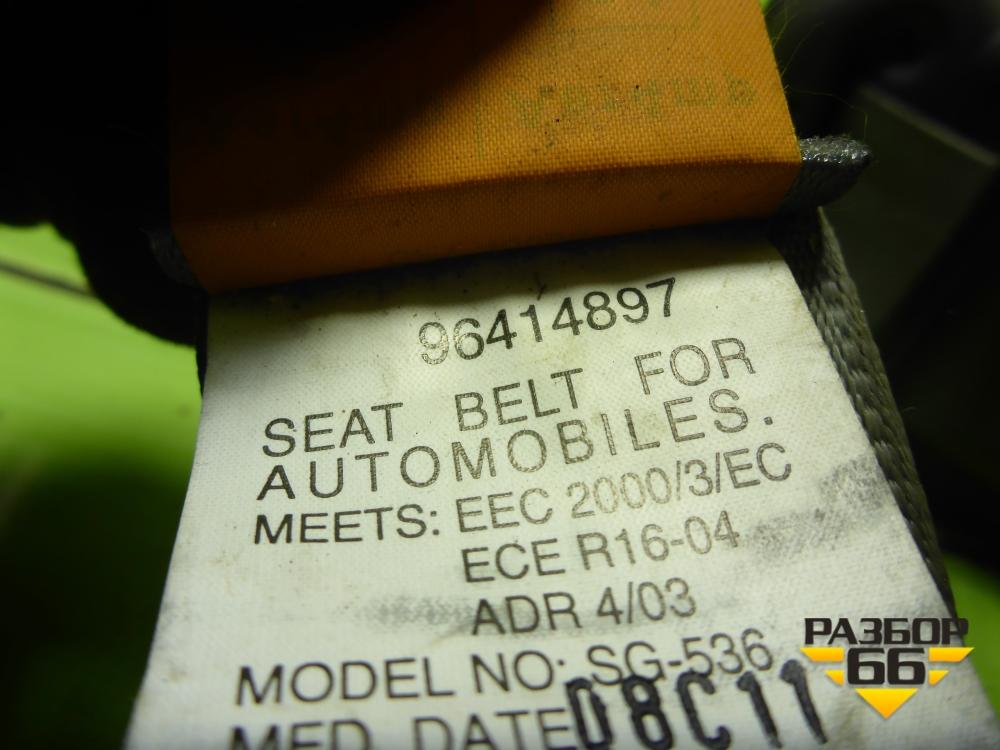 96414897
SEAT BELT FOR
AUTOMOBILES.
MEETS: EEC 2000/3/EC
ECE R16-04
ADR 4/03
MODEL NO: SG-536
DATE D8C11
РАЗБОР
66